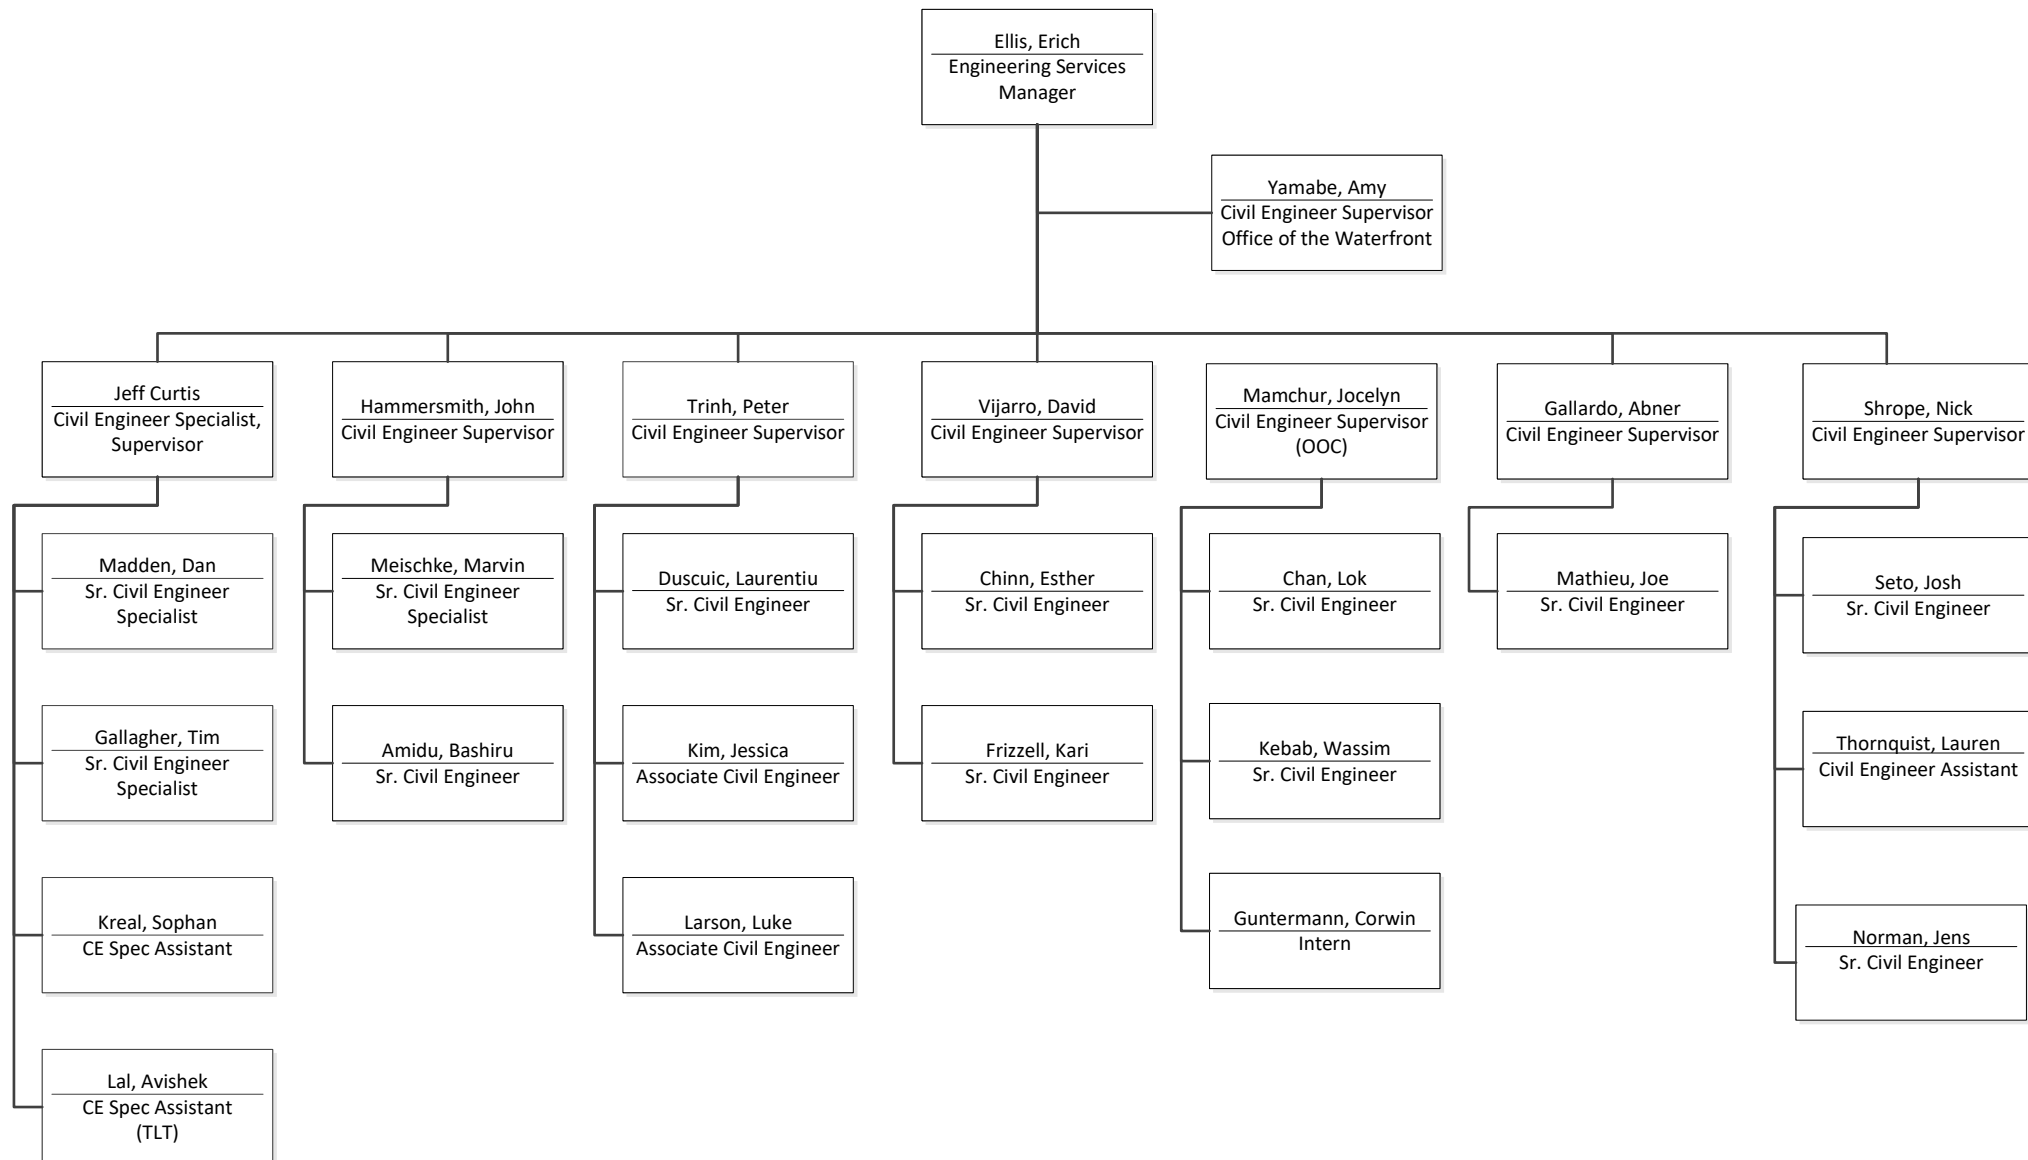 Ellis, Erich
Engineering Services
Manager
Yamabe, Amy
Civil Engineer Supervisor
Office of the Waterfront
Jeff Curtis
Civil Engineer Specialist,
Supervisor
Hammersmith, John
Civil Engineer Supervisor
Trinh, Peter
Civil Engineer Supervisor
Vijarro, David
Civil Engineer Supervisor
Mamchur, Jocelyn
Civil Engineer Supervisor
(OOC)
Gallardo, Abner
Civil Engineer Supervisor
Shrope, Nick
Civil Engineer Supervisor
Madden, Dan
Sr. Civil Engineer
Specialist
Meischke, Marvin
Sr. Civil Engineer
Specialist
Duscuic, Laurentiu
Sr. Civil Engineer
Chinn, Esther
Sr. Civil Engineer
Chan, Lok
Sr. Civil Engineer
Mathieu, Joe
Sr. Civil Engineer
Seto, Josh
Sr. Civil Engineer
Gallagher, Tim
Sr. Civil Engineer
Specialist
Amidu, Bashiru
Sr. Civil Engineer
Kim, Jessica
Associate Civil Engineer
Frizzell, Kari
Sr. Civil Engineer
Kebab, Wassim
Sr. Civil Engineer
Thornquist, Lauren
Civil Engineer Assistant
Kreal, Sophan
CE Spec Assistant
Larson, Luke
Associate Civil Engineer
Guntermann, Corwin
Intern
Norman, Jens
Sr. Civil Engineer
Lal, Avishek
CE Spec Assistant
(TLT)